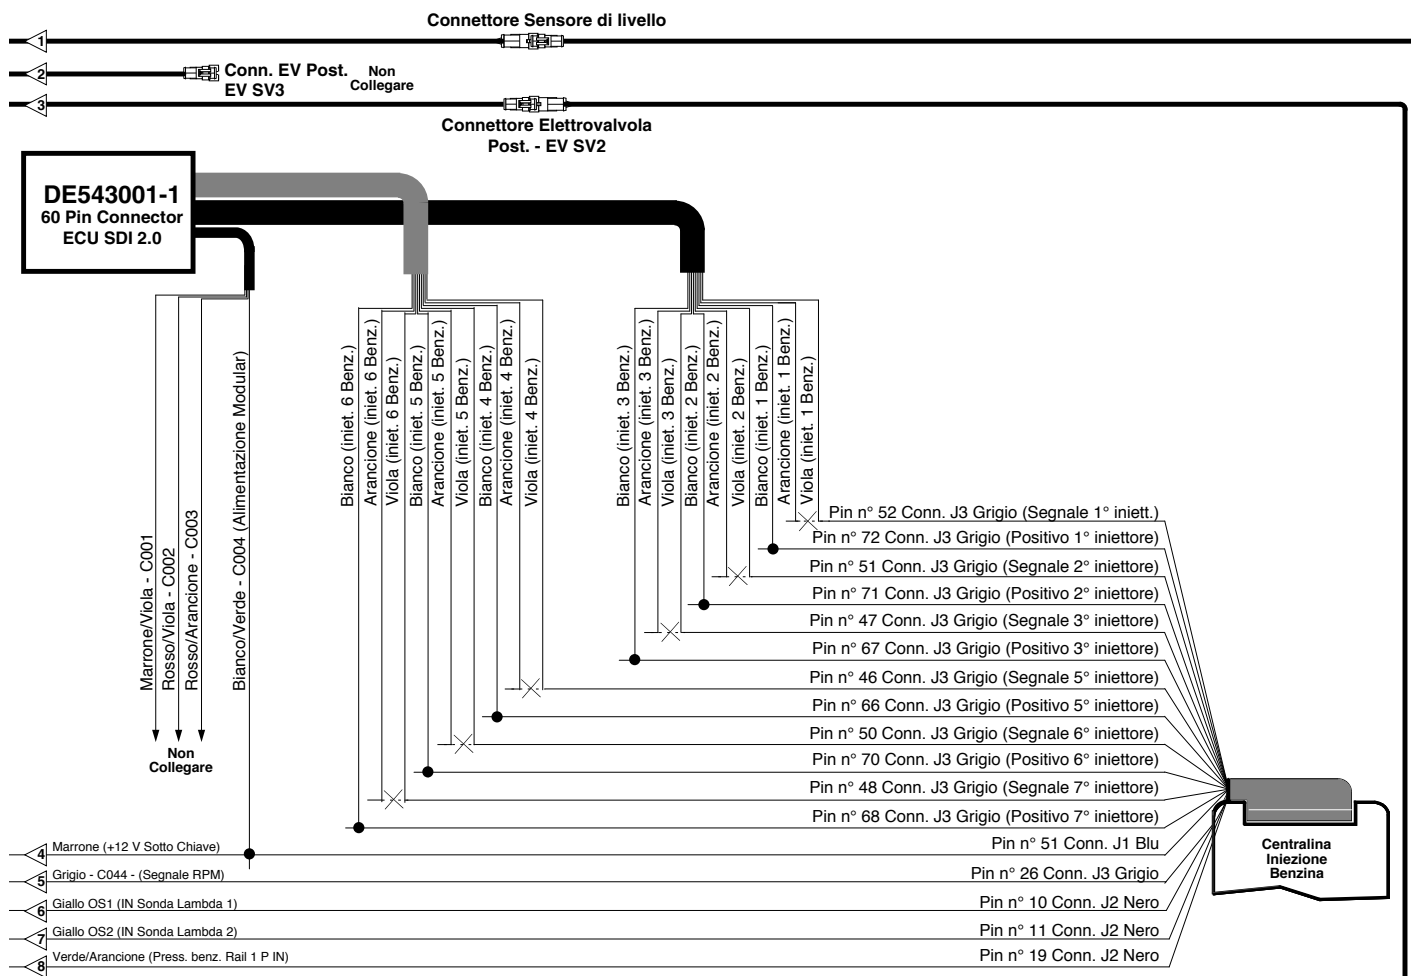 Connettore Sensore di livello
1
2
Conn. EV Post.
EV SV3
Non
Collegare
3
Connettore Elettrovalvola
Post. - EV SV2
DE543001-1
60 Pin Connector
ECU SDI 2.0
Marrone/Viola - C001
Rosso/Viola - C002
Rosso/Arancione - C003
Bianco/Verde - C004 (Alimentazione Modular)
Non
Collegare
Bianco (iniet. 6 Benz.)
Arancione (iniet. 6 Benz.)
Viola (iniet. 6 Benz.)
Bianco (iniet. 5 Benz.)
Arancione (iniet. 5 Benz.)
Viola (iniet. 5 Benz.)
Bianco (iniet. 4 Benz.)
Arancione (iniet. 4 Benz.)
Viola (iniet. 4 Benz.)
Bianco (iniet. 3 Benz.)
Arancione (iniet. 3 Benz.)
Viola (iniet. 3 Benz.)
Bianco (iniet. 2 Benz.)
Arancione (iniet. 2 Benz.)
Viola (iniet. 2 Benz.)
Bianco (iniet. 1 Benz.)
Arancione (iniet. 1 Benz.)
Viola (iniet. 1 Benz.)
Pin n° 52 Conn. J3 Grigio (Segnale 1° iniett.)
Pin n° 72 Conn. J3 Grigio (Positivo 1° iniettore)
Pin n° 51 Conn. J3 Grigio (Segnale 2° iniettore)
Pin n° 71 Conn. J3 Grigio (Positivo 2° iniettore)
Pin n° 47 Conn. J3 Grigio (Segnale 3° iniettore)
Pin n° 67 Conn. J3 Grigio (Positivo 3° iniettore)
Pin n° 46 Conn. J3 Grigio (Segnale 5° iniettore)
Pin n° 66 Conn. J3 Grigio (Positivo 5° iniettore)
Pin n° 50 Conn. J3 Grigio (Segnale 6° iniettore)
Pin n° 70 Conn. J3 Grigio (Positivo 6° iniettore)
Pin n° 48 Conn. J3 Grigio (Segnale 7° iniettore)
Pin n° 68 Conn. J3 Grigio (Positivo 7° iniettore)
Centralina
Iniezione
Benzina
4 Marrone (+12 V Sotto Chiave)
Pin n° 51 Conn. J1 Blu
5 Grigio - C044 - (Segnale RPM)
Pin n° 26 Conn. J3 Grigio
6 Giallo OS1 (IN Sonda Lambda 1)
Pin n° 10 Conn. J2 Nero
7 Giallo OS2 (IN Sonda Lambda 2)
Pin n° 11 Conn. J2 Nero
8 Verde/Arancione (Press. benz. Rail 1 P IN)
Pin n° 19 Conn. J2 Nero